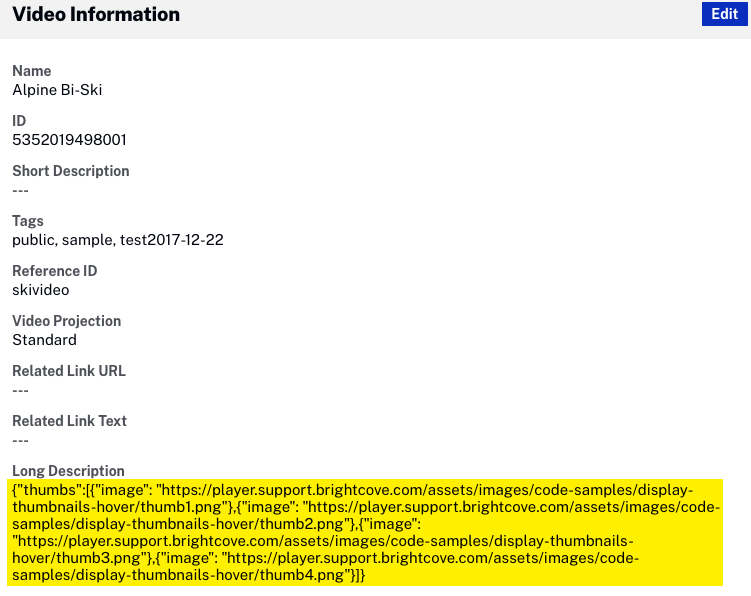 Video Information
Edit
Name
Alpine Bi-Ski
ID
5352019498001
Short Description
---
Tags
public, sample, test2017-12-22
Reference ID
skivideo
Video Projection
Standard
Related Link URL
---
Related Link Text
---
Long Description
{"thumbs":[{"image": "https://player.support.brightcove.com/assets/images/code-samples/display-
thumbnails-hover/thumb1.png"},{"image": "https://player.support.brightcove.com/assets/images/code-
samples/display-thumbnails-hover/thumb2.png"},{"image":
"https://player.support.brightcove.com/assets/images/code-samples/display-thumbnails-
hover/thumb3.png"},{"image": "https://player.support.brightcove.com/assets/images/code-
samples/display-thumbnails-hover/thumb4.png"}]}